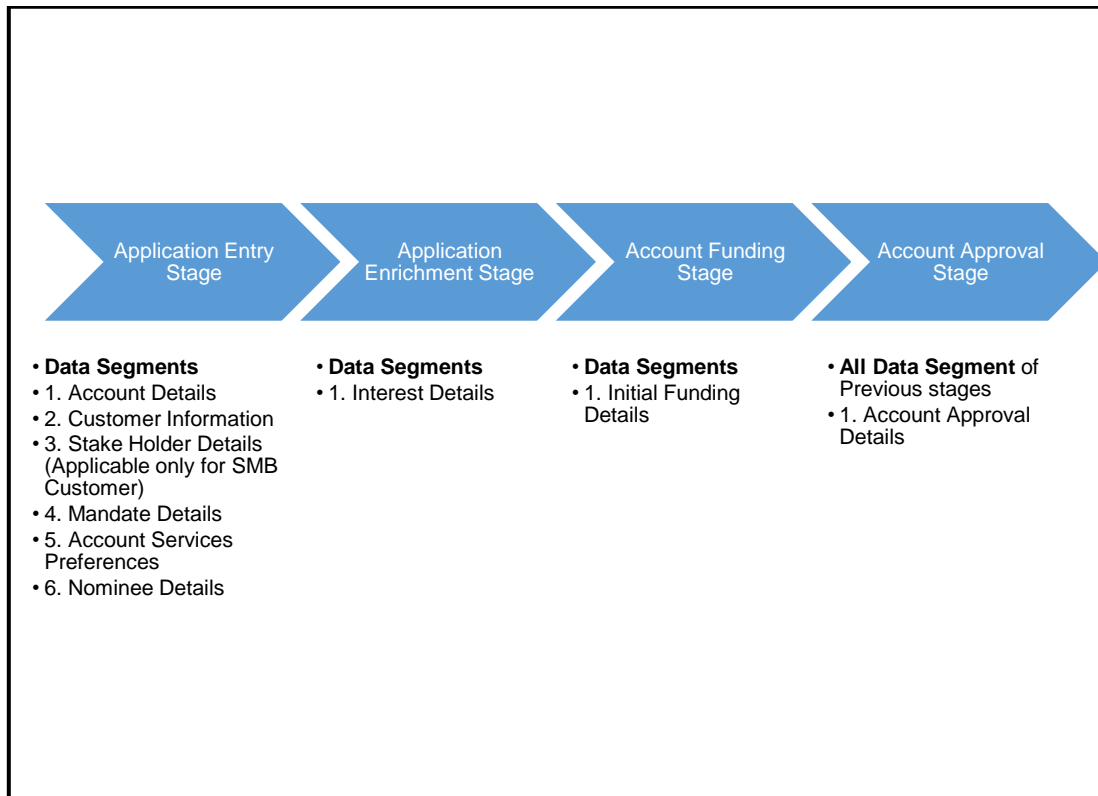 Application Entry
Stage
Application
Enrichment Stage
Account Funding
Stage
Account Approval
Stage
• Data Segments
• 1. Account Details
• 2. Customer Information
• 3. Stake Holder Details
(Applicable only for SMB
Customer)
• 4. Mandate Details
• 5. Account Services
Preferences
• 6. Nominee Details
• Data Segments
• 1. Interest Details
• Data Segments
• 1. Initial Funding
Details
• All Data Segment of
Previous stages
• 1. Account Approval
Details